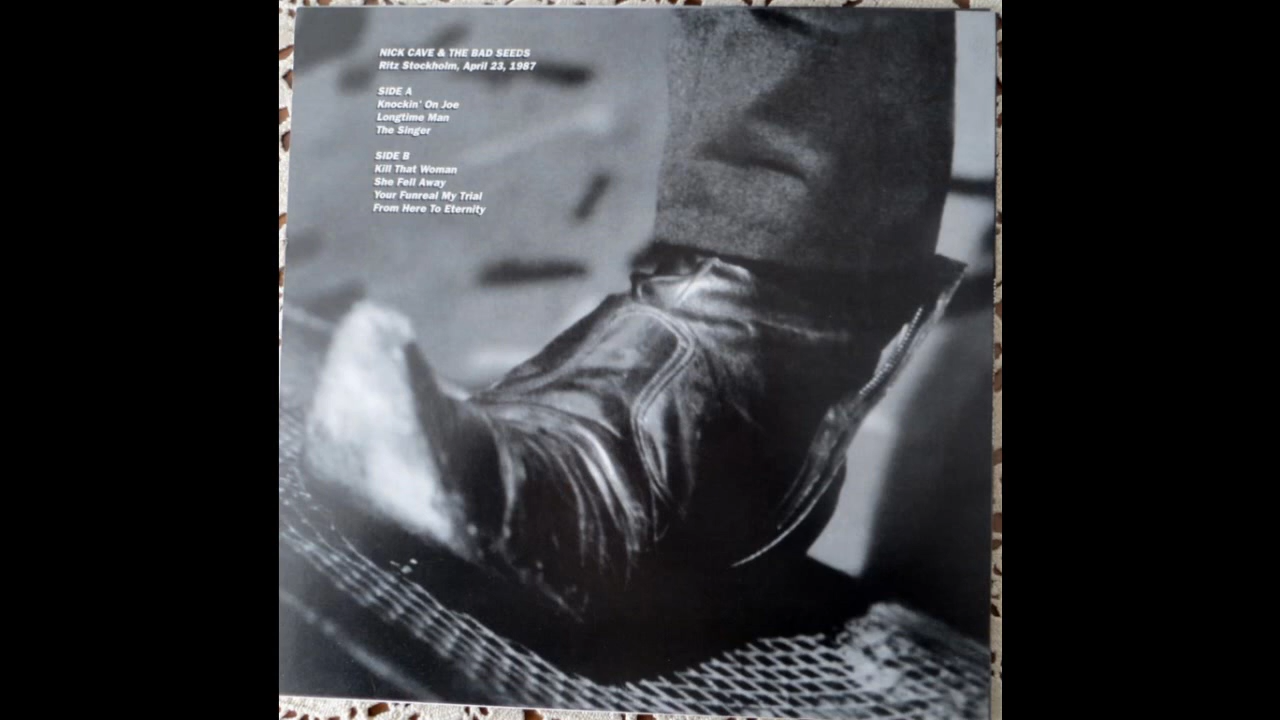 NICK CAVE & THE BAD SEEDS
Ritz Stockholm, April 23, 1987
SIDE A
Knockin' On Joe
Longtime Man
The Singer
SIDE B
Kill That Woman
She Fell Away
Your Funreal My Trial
From Here To Eternity